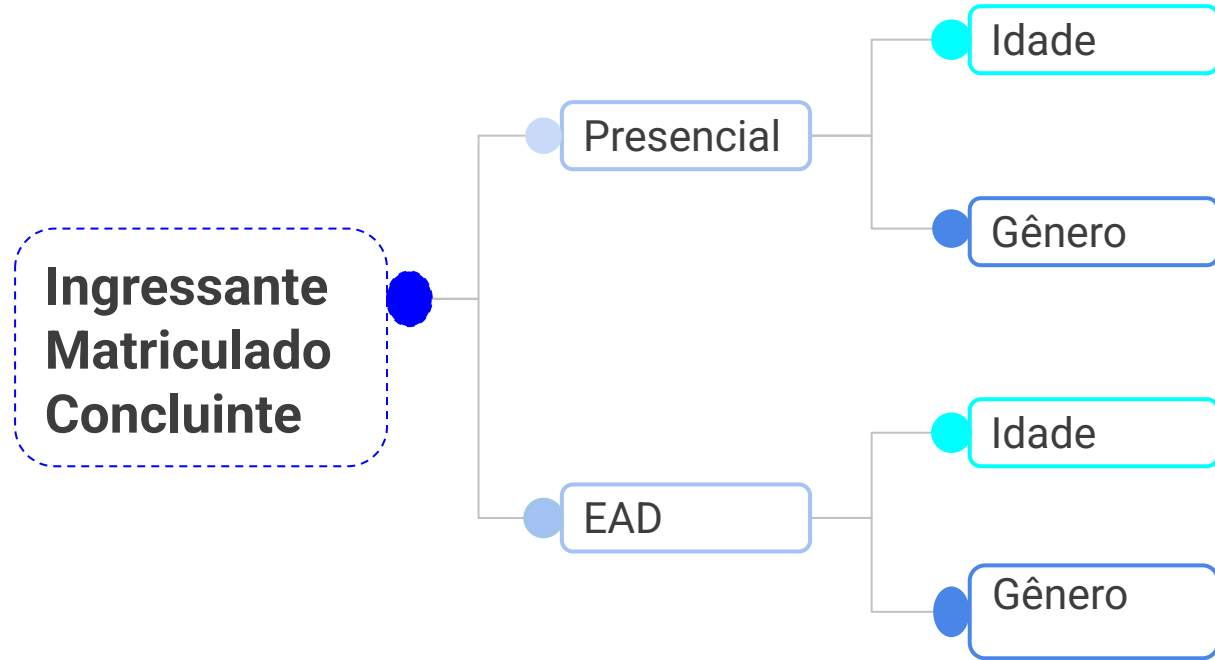 Ingressante
Matriculado
Concluinte
Presencial
Idade
Gênero
EAD
Idade
Gênero